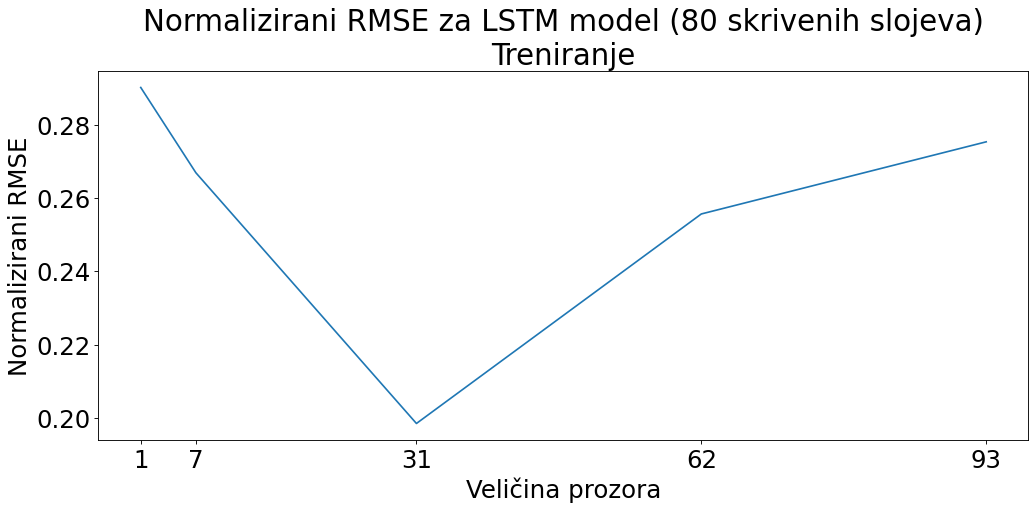 Normalizirani RMSE za LSTM model (80 skrivenih slojeva)
Treniranje
Normalizirani RMSE
0.28
0.26
0.24
0.22
0.20
1 7 31 62 93
Veličina prozora